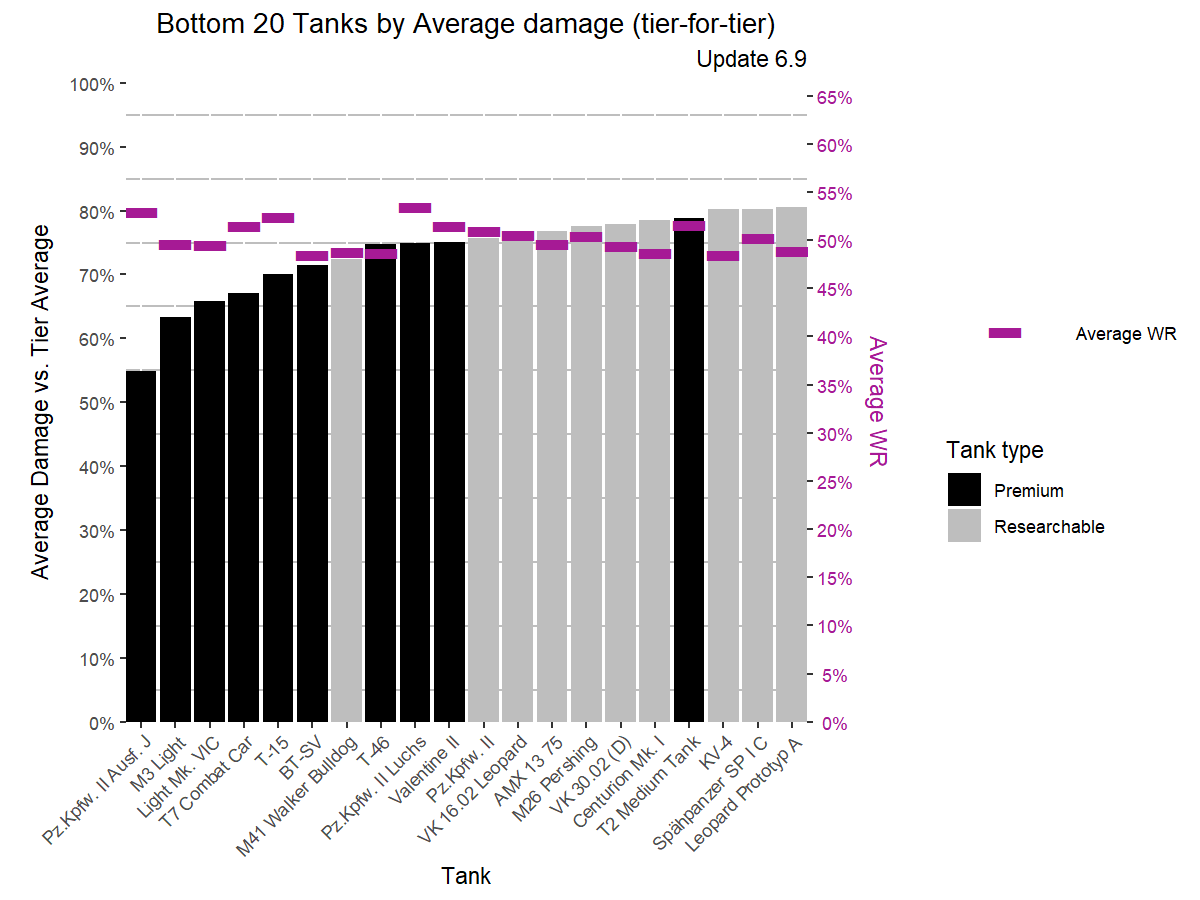 Bottom 20 Tanks by Average damage (tier-for-tier)
Update 6.9
Average Damage vs. Tier Average
100%
90%
80%
70%
60%
50%
40%
30%
20%
10%
0%
65%
60%
55%
50%
45%
40%
35%
30%
25%
20%
15%
10%
5%
0%
Average WR
Pz.Kpfw. II Ausf. J
M3 Light
Light Mk. VIC
T7 Combat Car
T-15
BT-SV
M41 Walker Bulldog
T-46
Pz.Kpfw. II Luchs
Valentine II
Pz.Kpfw. II
VK 16.02 Leopard
AMX 13 75
M26 Pershing
VK 30.02 (D)
Centurion Mk. I
T2 Medium Tank
KV-4
Spähpanzer SP I C
Leopard Prototyp A
Tank
Average WR
Tank type
Premium
Researchable